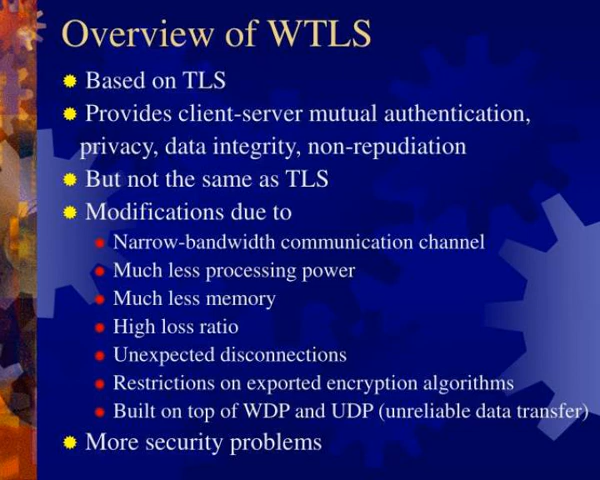 Overview of WTLS
Based on TLS
Provides client-server mutual authentication,
privacy, data integrity, non-repudiation
But not the same as TLS
Modifications due to
Narrow-bandwidth communication channel
Much less processing power
Much less memory
High loss ratio
Unexpected disconnections
Restrictions on exported encryption algorithms
Built on top of WDP and UDP (unreliable data transfer)
More security problems